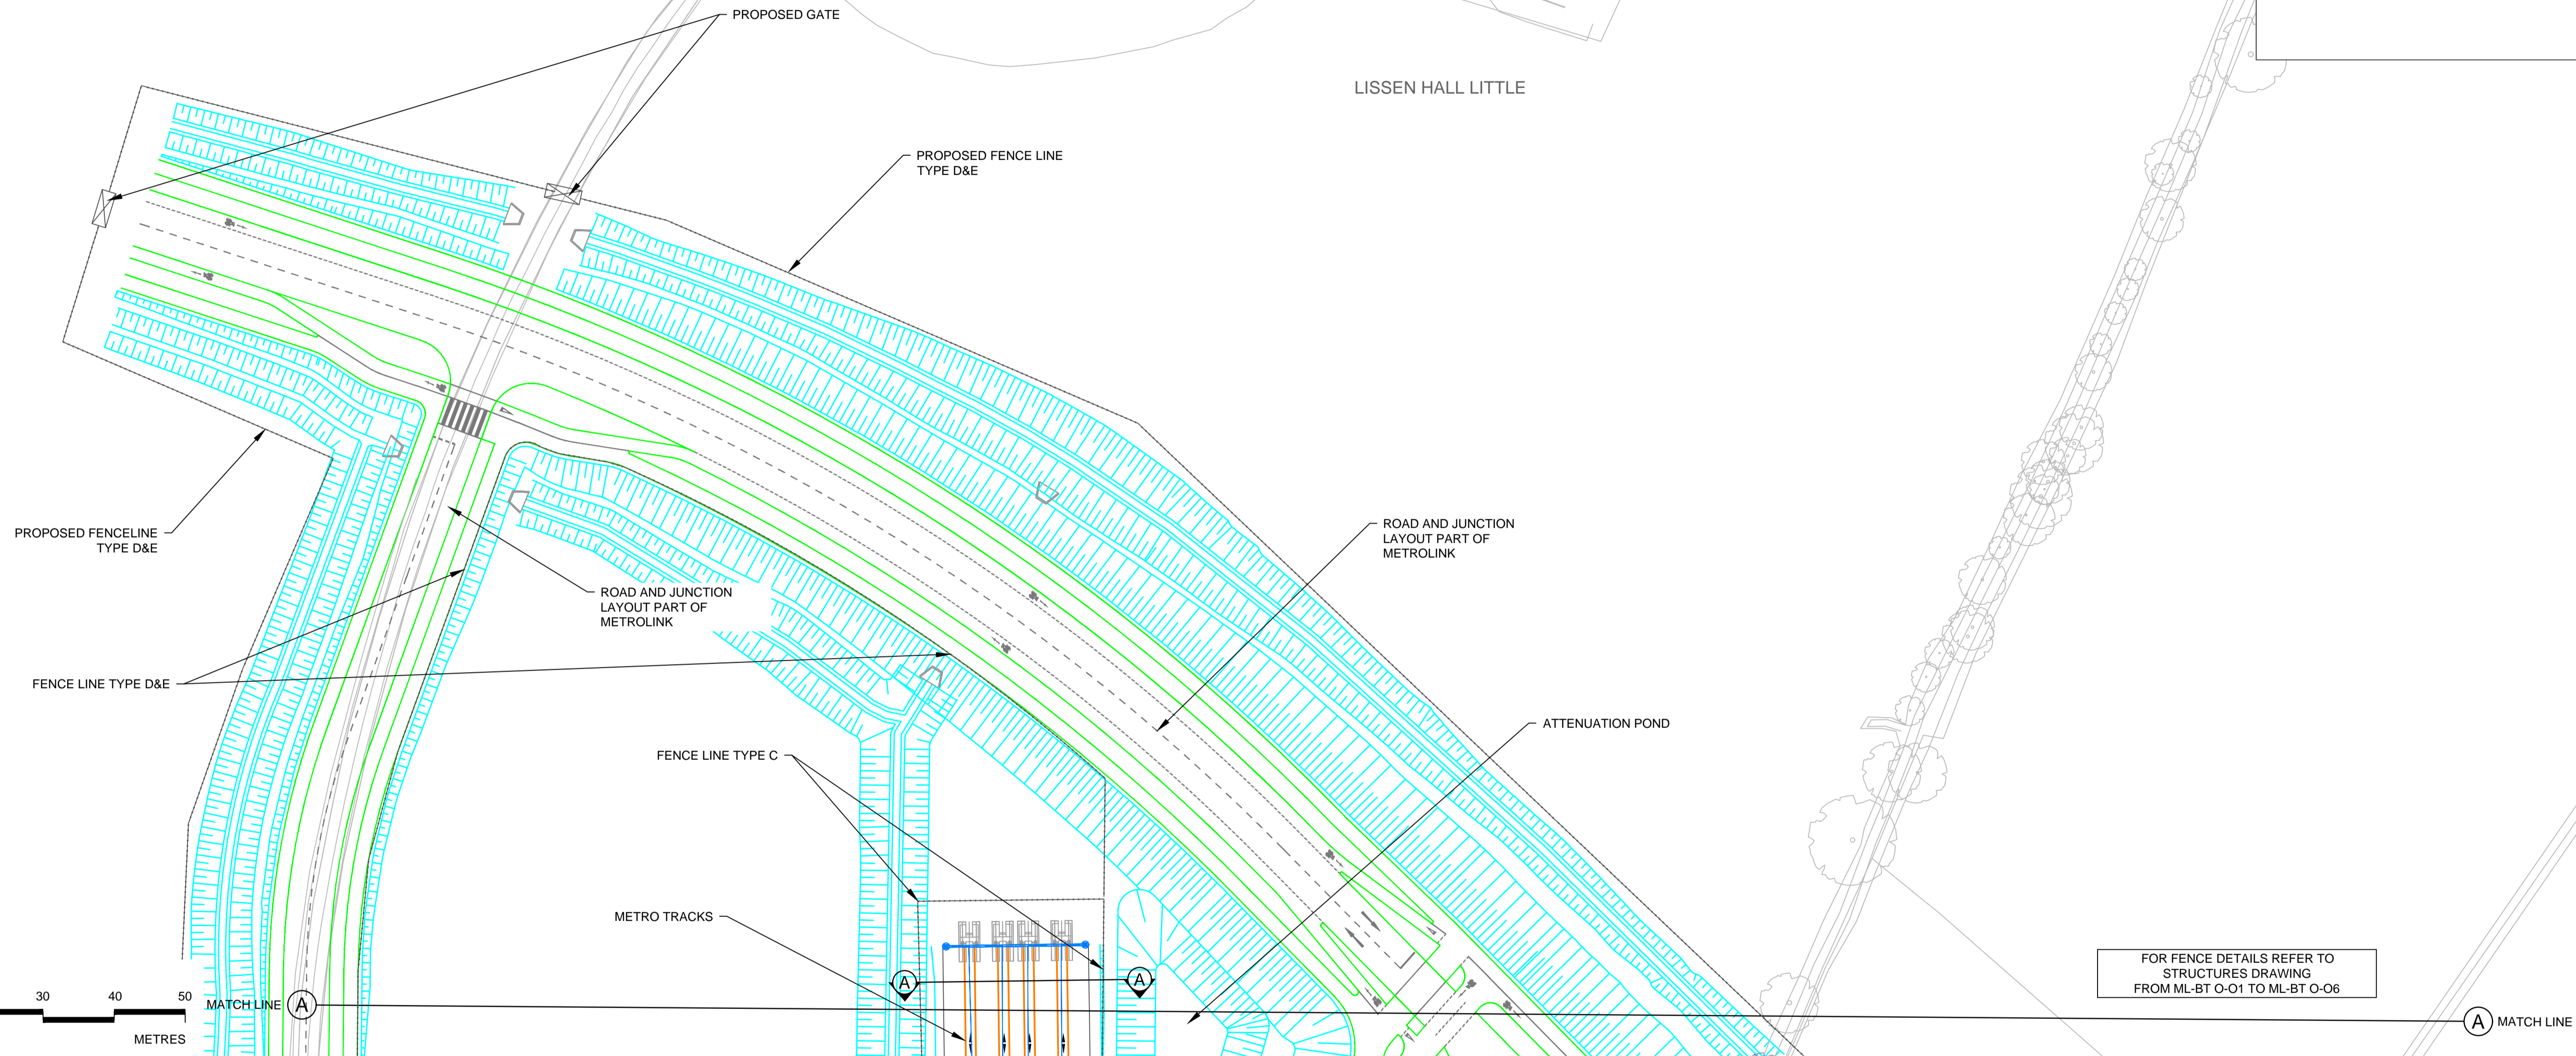 PROPOSED GATE
LISSEN HALL LITTLE
PROPOSED FENCE LINE
TYPE D&E
PROPOSED FENCELINE
TYPE D&E
ROAD AND JUNCTION
LAYOUT PART OF
METROLINK
ROAD AND JUNCTION
LAYOUT PART OF
METROLINK
FENCE LINE TYPE D&E
ATTENUATION POND
FENCE LINE TYPE C
METRO TRACKS
FOR FENCE DETAILS REFER TO
STRUCTURES DRAWING
FROM ML-BT O-O1 TO ML-BT O-O6
A
A
30 40 50
METRES
MATCH LINE A
A MATCH LINE